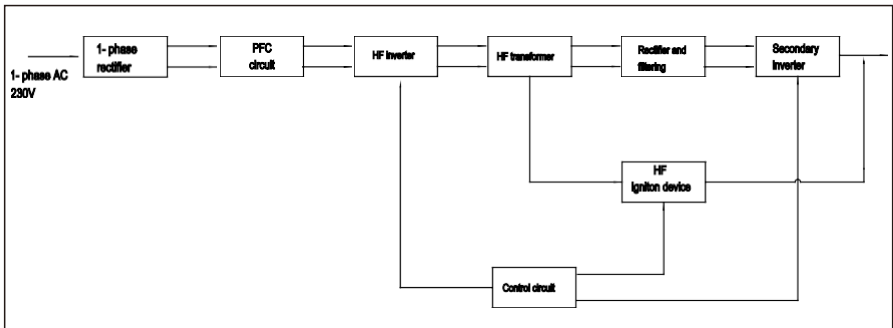 1- phase AC
230V
1- phase
rectifier
PFC
circuit
HF inverter
HF transformer
Rectifier and
filtering
Secondary
inverter
HF
igniton device
Control circuit